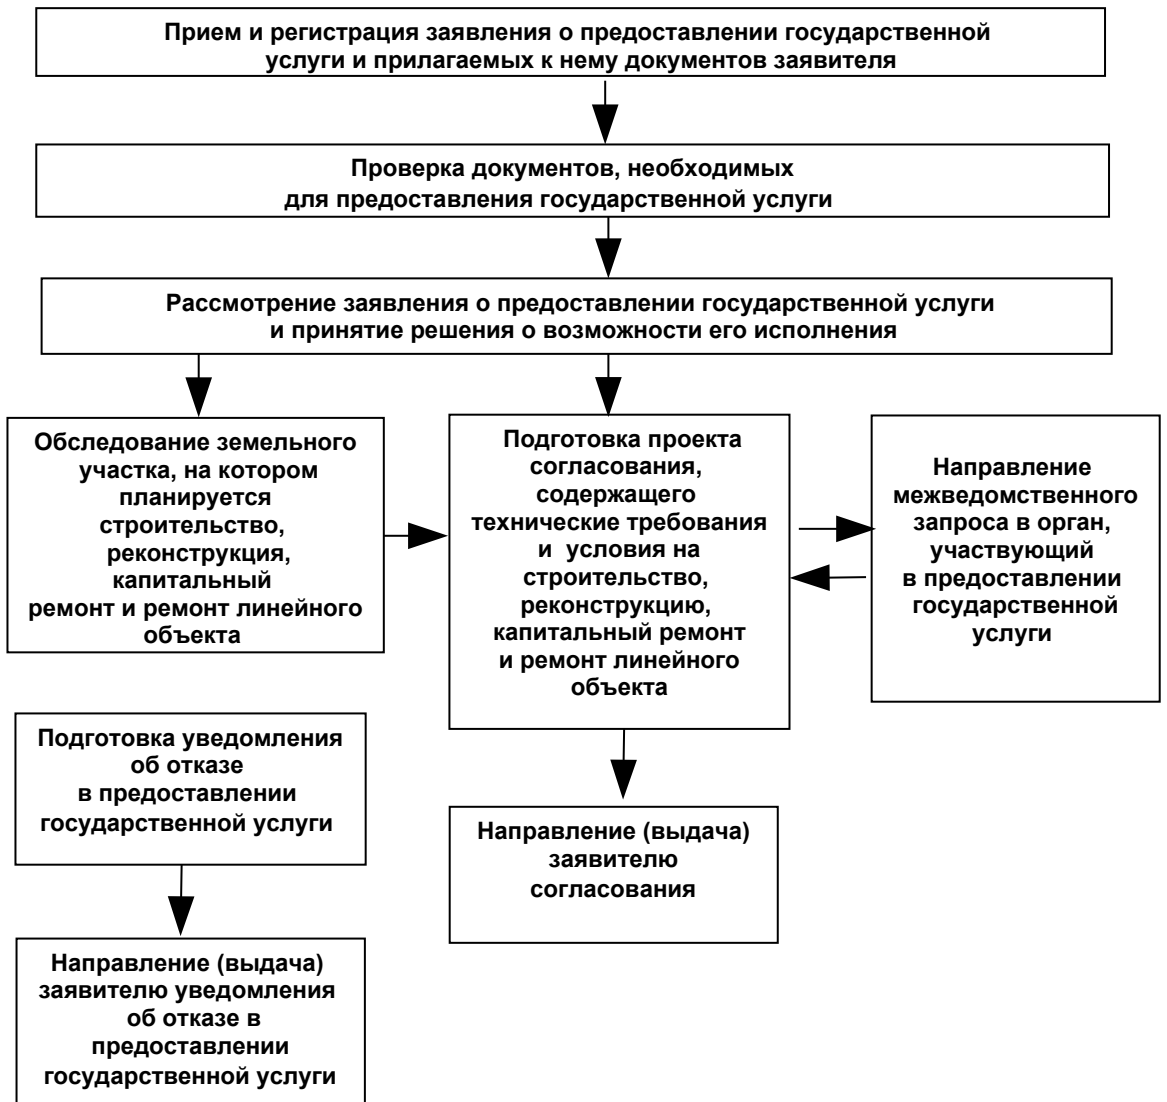 Прием и регистрация заявления о предоставлении государственной
услуги и прилагаемых к нему документов заявителя
Проверка документов, необходимых
для предоставления государственной услуги
Рассмотрение заявления о предоставлении государственной услуги
и принятие решения о возможности его исполнения
Обследование земельного
участка, на котором
планируется
строительство,
реконструкция,
капитальный
ремонт и ремонт линейного
объекта
Подготовка проекта
согласования,
содержащего
технические требования
и условия на
строительство,
реконструкцию,
капитальный ремонт
и ремонт линейного
объекта
Направление
межведомственного
запроса в орган,
участвующий
в предоставлении
государственной
услуги
Подготовка уведомления
об отказе
в предоставлении
государственной услуги
Направление (выдача)
заявителю
согласования
Направление (выдача)
заявителю уведомления
об отказе в
предоставлении
государственной услуги